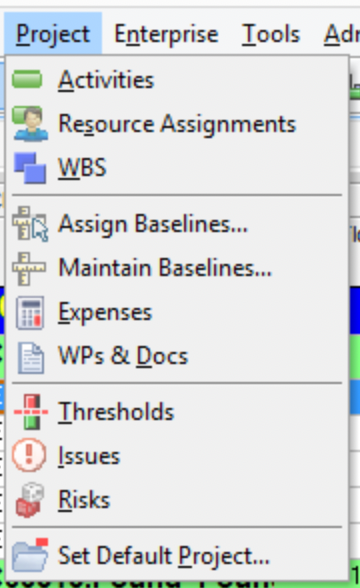 Project Enterprise Tools
Activities
Resource Assignments
WBS
Assign Baselines...
Maintain Baselines...
Expenses
WPs & Docs
Thresholds
Issues
Risks
Set Default Project...